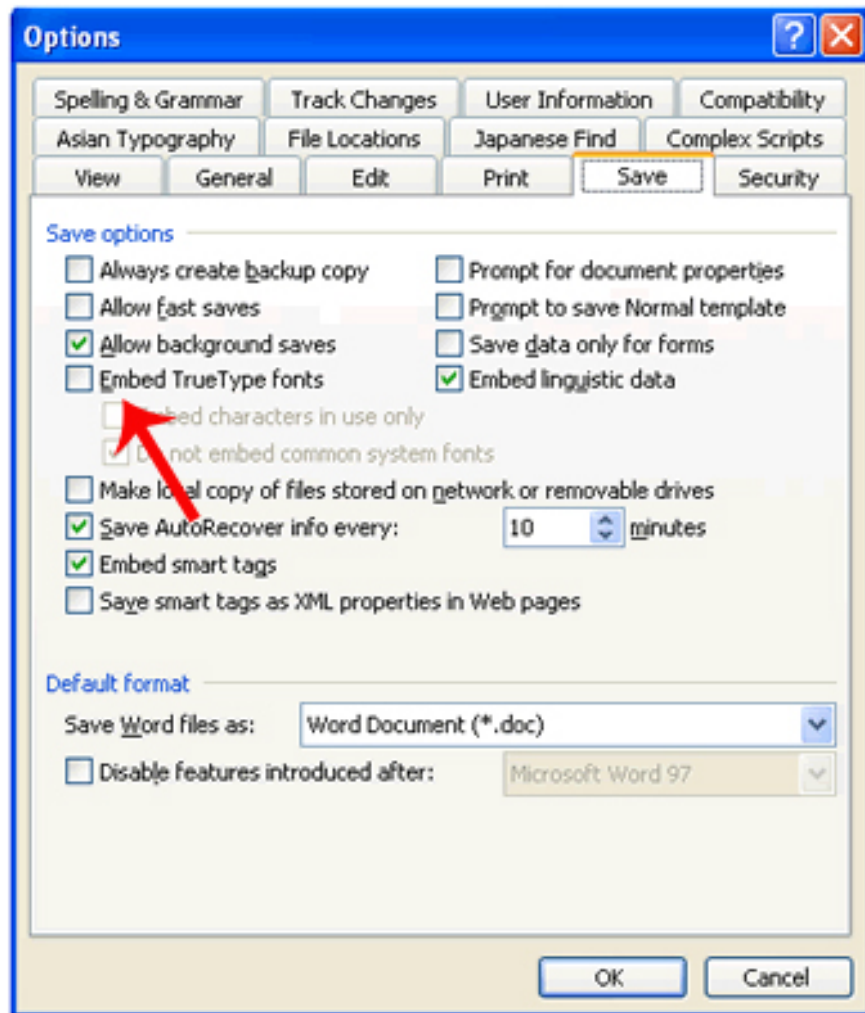 Options
Spelling & Grammar Track Changes User Information Compatibility
Asian Typography File Locations Japanese Find Complex Scripts
View General Edit Print Save Security
Save options
Always create backup copy
Prompt for document properties
Allow fast saves
Prompt to save Normal template
Allow background saves
Save data only for forms
Embed TrueType fonts
Embed linguistic data
characters in use only
not embed common system fonts
Make local copy of files stored on network or removable drives
Save AutoRecover info every: 10 minutes
Embed smart tags
Save smart tags as XML properties in Web pages
Default format
Save Word files as: Word Document (*.doc)
Disable features introduced after: Microsoft Word 97
OK Cancel